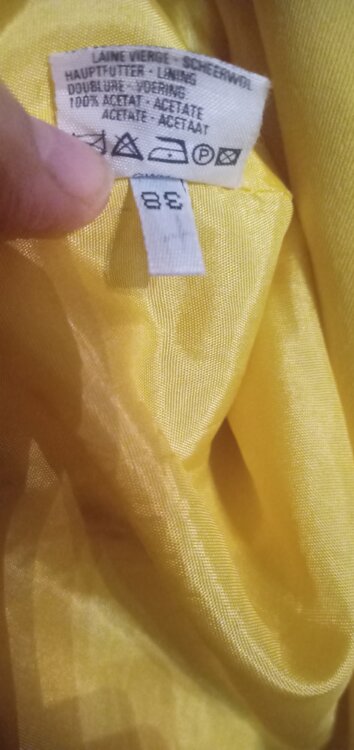 LAINE VIERGE - SCHEERWOL
HAUPTFUTTER - LINING
DOUBLURE - VOERING
100% ACETAT - ACETATE
ACETATE - ACETAAT
P
38